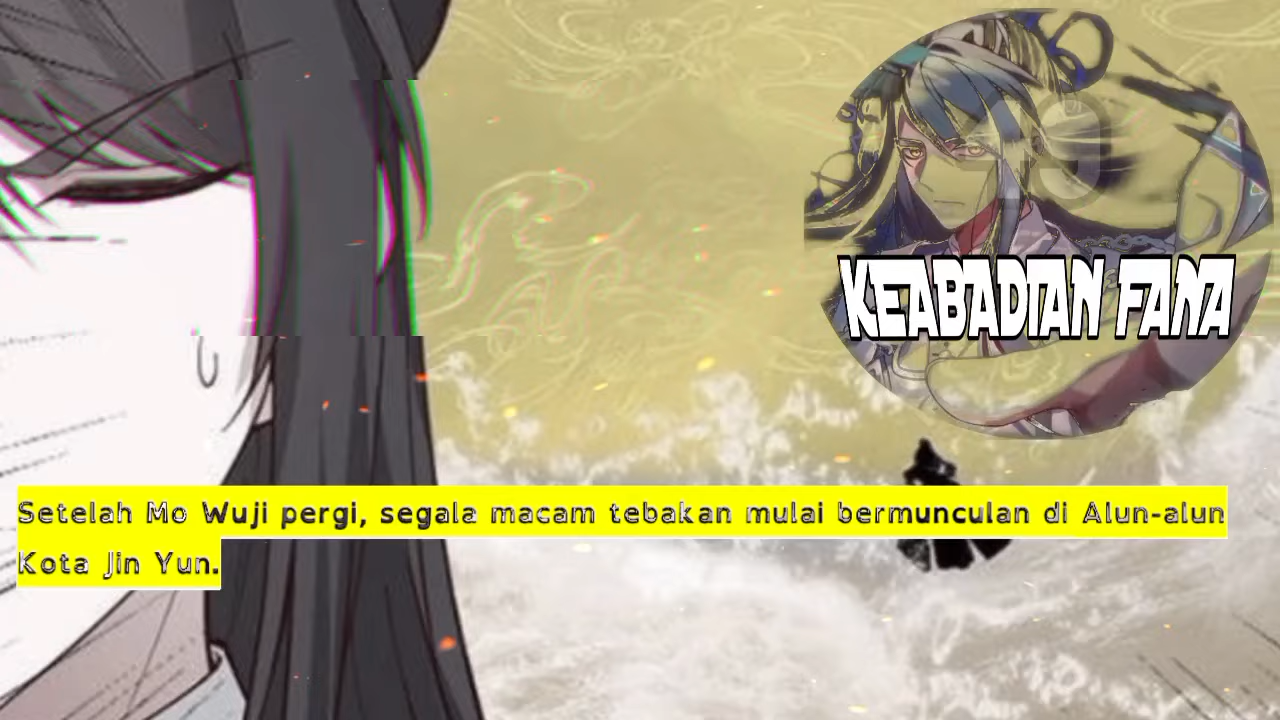 KEABADIAN FANA
Setelah Mo Wuji pergi, segala macam tebakan mulai bermunculan di Alun-alun
Kota Jin Yun.